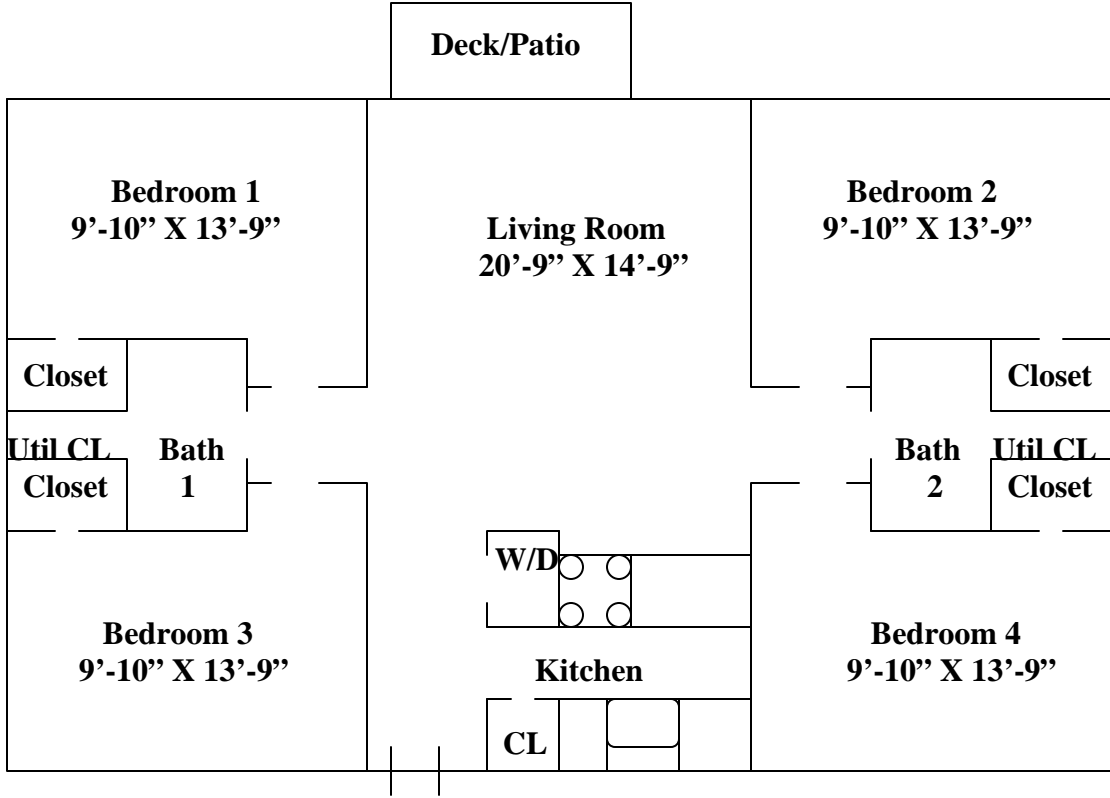 Deck/Patio
Bedroom 1
9’-10” X 13’-9”
Living Room
20’-9” X 14’-9”
Bedroom 2
9’-10” X 13’-9”
Closet
Closet
Util CL
Bath
1
Bath
2
Util CL
Closet
Closet
W/D
Bedroom 3
9’-10” X 13’-9”
Kitchen
CL
Bedroom 4
9’-10” X 13’-9”